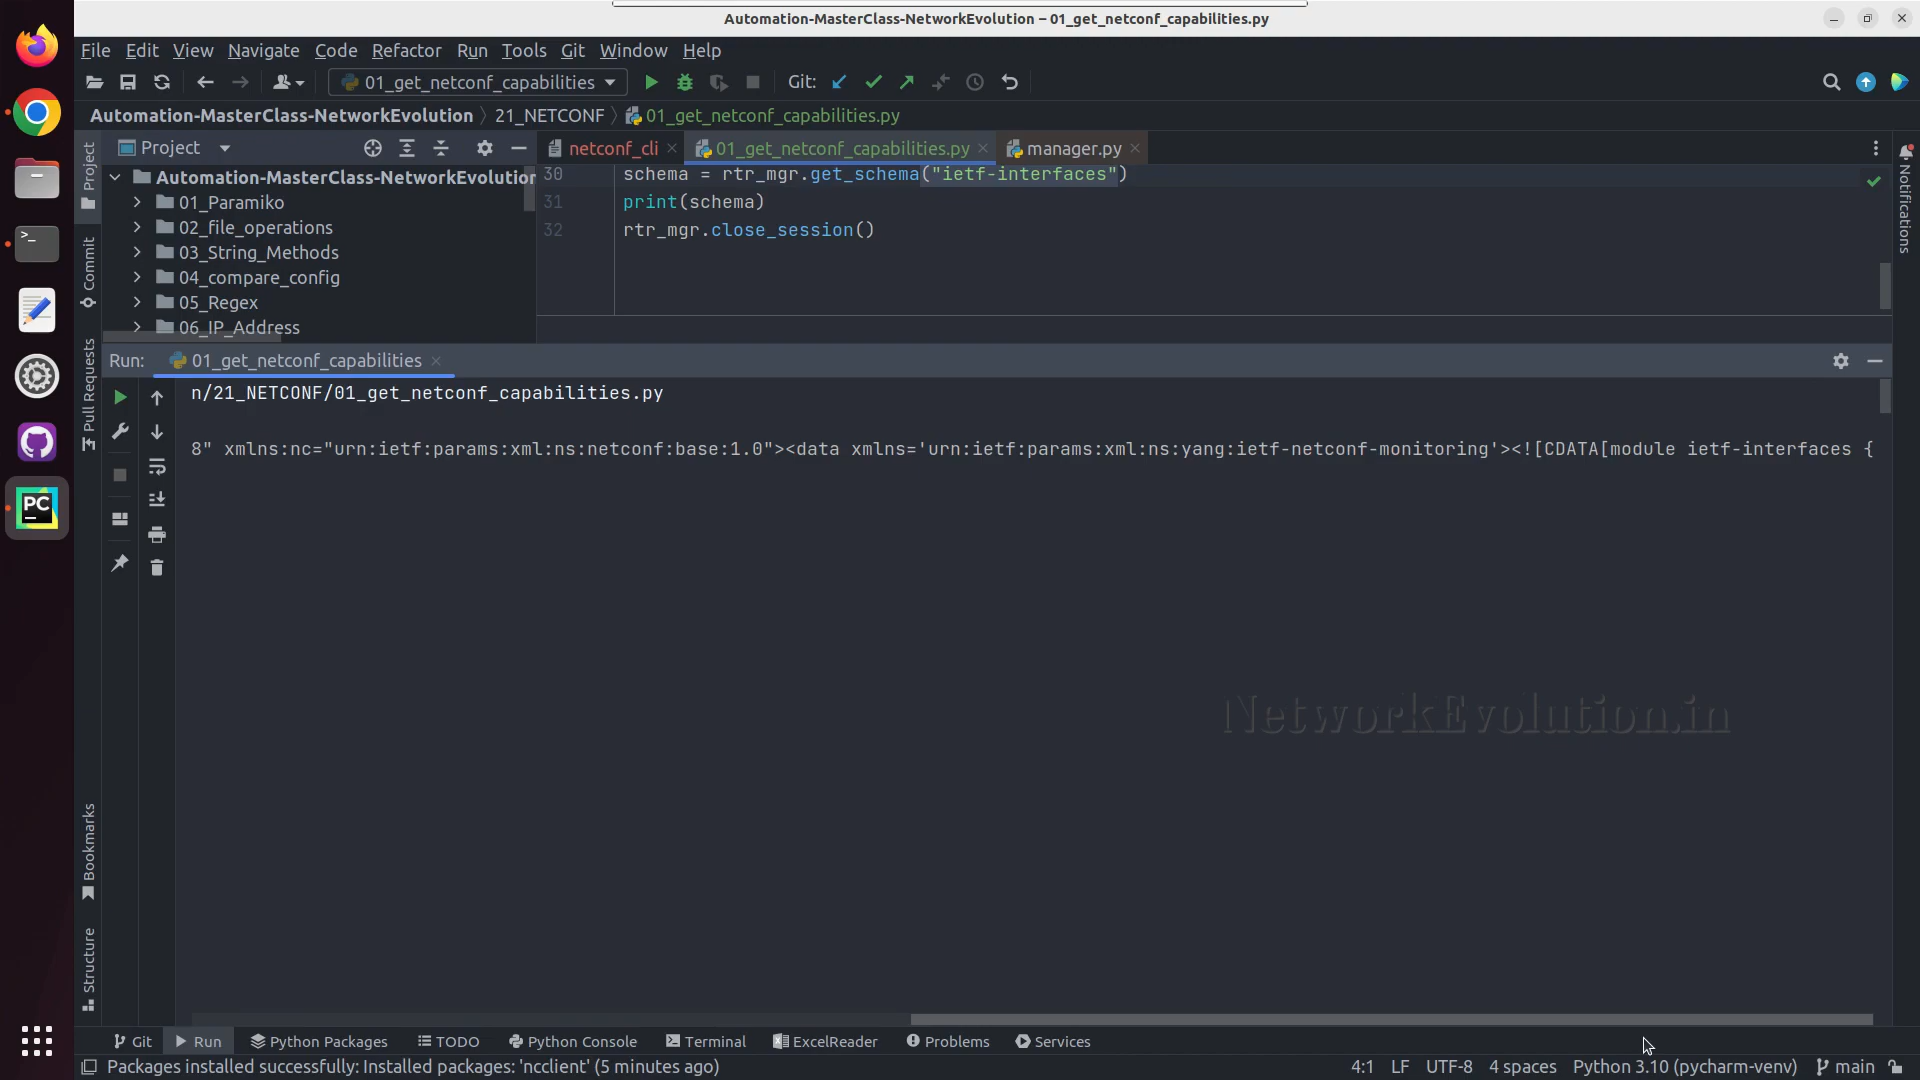 Automation-MasterClass-NetworkEvolution – 01_get_netconf_capabilities.py
File Edit View Navigate Code Refactor Run Tools Git Window Help
01_get_netconf_capabilities Git:
Automation-MasterClass-NetworkEvolution 21_NETCONF 01_get_netconf_capabilities.py
Project netconf_cli 01_get_netconf_capabilities.py manager.py
Automation-MasterClass-NetworkEvolution
01_Paramiko
02_file_operations
03_String_Methods
04_compare_config
05_Regex
06_IP_Address
30 schema = rtr_mgr.get_schema("ietf-interfaces")
31 print(schema)
32 rtr_mgr.close_session()
Project
Commit
Pull Requests
Bookmarks
Structure
Notifications
Run: 01_get_netconf_capabilities
n/21_NETCONF/01_get_netconf_capabilities.py
8" xmlns:nc="urn:ietf:params:xml:ns:netconf:base:1.0"><data xmlns='urn:ietf:params:xml:ns:yang:ietf-netconf-monitoring'><![CDATA[module ietf-interfaces {
PC
NetworkEvolution.in
Git Run Python Packages TODO Python Console Terminal ExcelReader Problems Services
Packages installed successfully: Installed packages: 'ncclient' (5 minutes ago) 4:1 LF UTF-8 4 spaces Python 3.10 (pycharm-venv) main